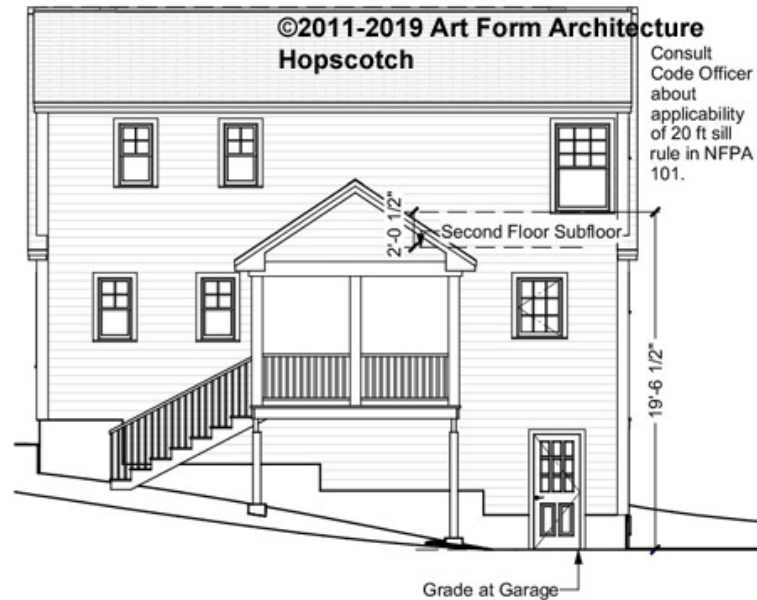 ©2011-2019 Art Form Architecture
Hopscotch
Consult
Code Officer
about
applicability
of 20 ft sill
rule in NFPA
101.
2'-0 1/2"
Second Floor Subfloor
19'-6 1/2"
Grade at Garage